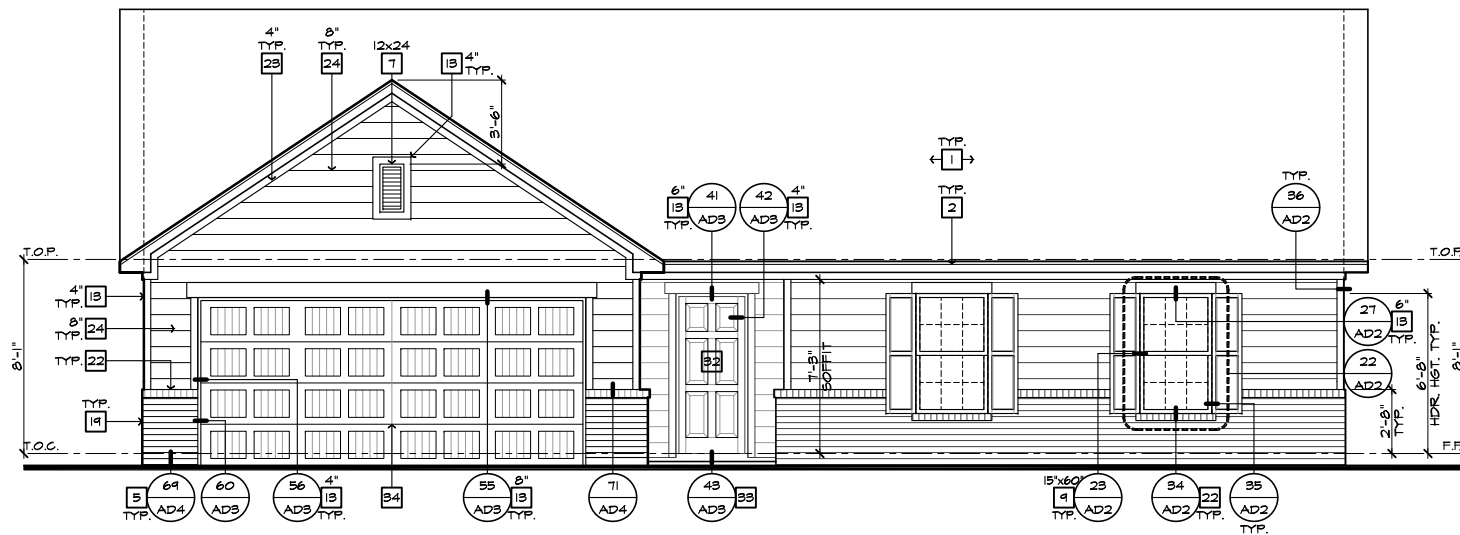 4" TYP. 23
8" TYP. 24
12x24 7
13 4" TYP.
3'-6"
TYP. 1
TYP. 2
6" 13 TYP.
41 AD3
42 AD3
4" 13 TYP.
TYP. 36 AD2
T.O.P.
T.O.P.
8'-1"
4" TYP. 13
8" 24
TYP. 22
TYP. 19
T.O.C.
32
7'-3" SOFFIT
27 AD2
6" 13 TYP.
22 AD2
6'-8" HDR. HGT. TYP.
8'-1"
2'-8" TYP.
F.F.
5 TYP.
69 AD4
60 AD3
56 AD3
4" 13 TYP.
34
55 AD3
8" 13 TYP.
71 AD4
43 AD3
33
15"x60" 9 TYP.
23 AD2
34 AD2
22 TYP.
35 AD2 TYP.